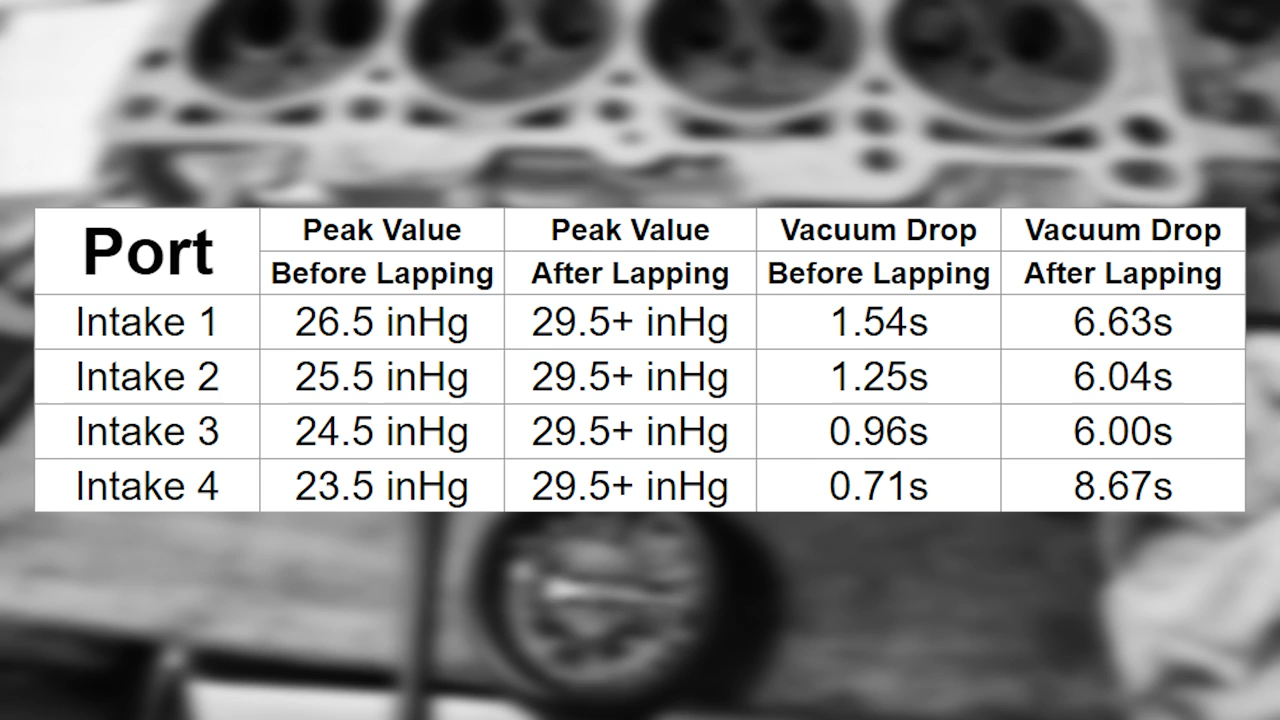 Port | Peak Value | Peak Value | Vacuum Drop | Vacuum Drop
Before Lapping | After Lapping | Before Lapping | After Lapping
Intake 1 | 26.5 inHg | 29.5+ inHg | 1.54s | 6.63s
Intake 2 | 25.5 inHg | 29.5+ inHg | 1.25s | 6.04s
Intake 3 | 24.5 inHg | 29.5+ inHg | 0.96s | 6.00s
Intake 4 | 23.5 inHg | 29.5+ inHg | 0.71s | 8.67s